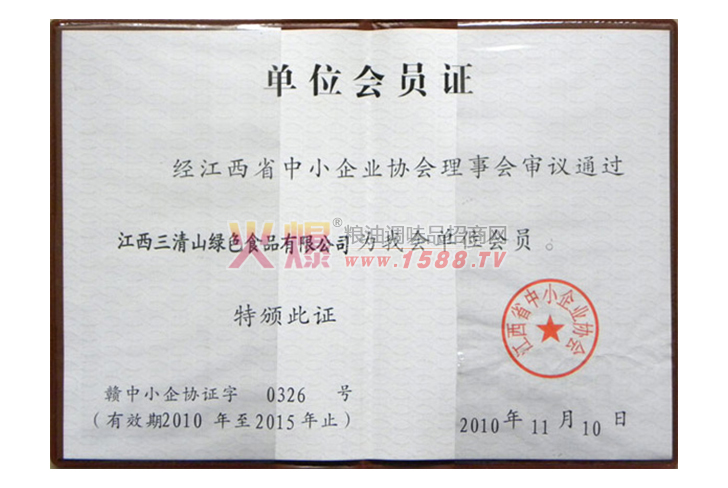 单位会员证
经江西省中小企业协会理事会审议通过
江西三清山绿色食品有限公司为我会单位会员。
火爆®粮油调味品招商网
www.1588.TV
特颁此证
江西省中小企业协会
赣中小企协证字 0326 号
(有效期2010 年至2015年止)
2010年 11月 10 日